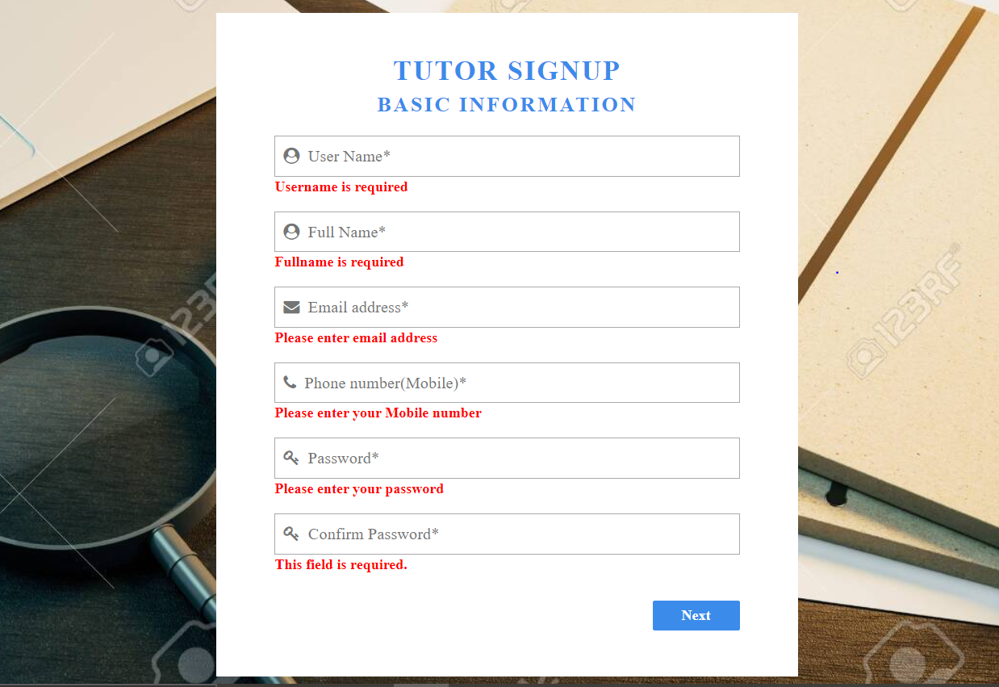 TUTOR SIGNUP
BASIC INFORMATION
User Name*
Username is required
Full Name*
Fullname is required
Email address*
Please enter email address
Phone number(Mobile)*
Please enter your Mobile number
Password*
Please enter your password
Confirm Password*
This field is required.
Next
123RF
123RF